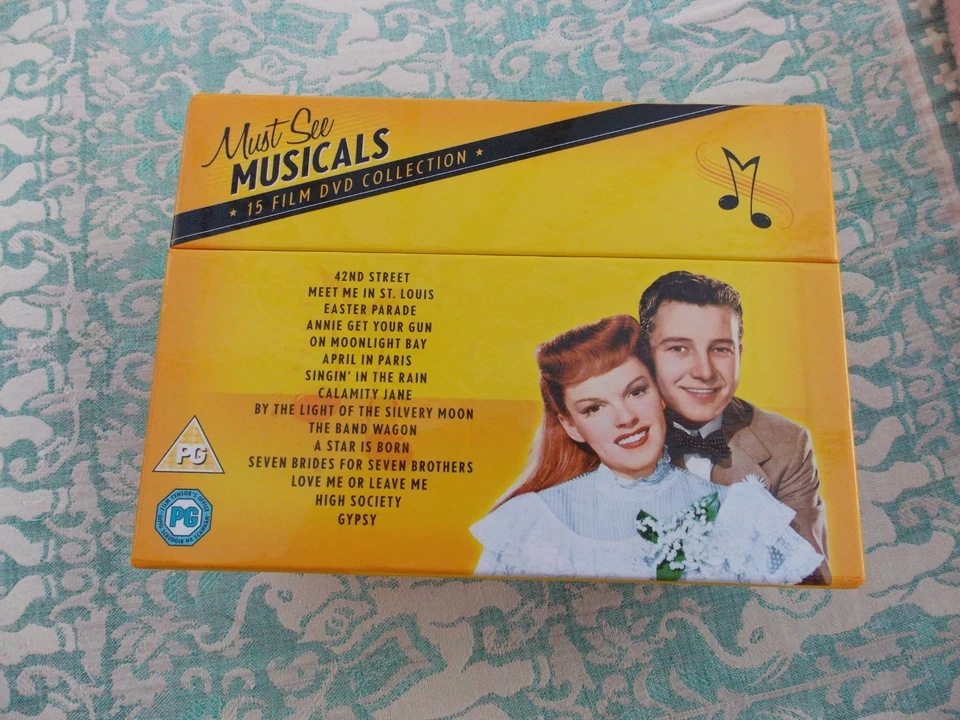 Must See
MUSICALS
★ 15 FILM DVD COLLECTION ★
42ND STREET
MEET ME IN ST. LOUIS
EASTER PARADE
ANNIE GET YOUR GUN
ON MOONLIGHT BAY
APRIL IN PARIS
SINGIN' IN THE RAIN
CALAMITY JANE
BY THE LIGHT OF THE SILVERY MOON
THE BAND WAGON
A STAR IS BORN
SEVEN BRIDES FOR SEVEN BROTHERS
LOVE ME OR LEAVE ME
HIGH SOCIETY
GYPSY
PG
FILM CENSOR'S OFFICE
PG